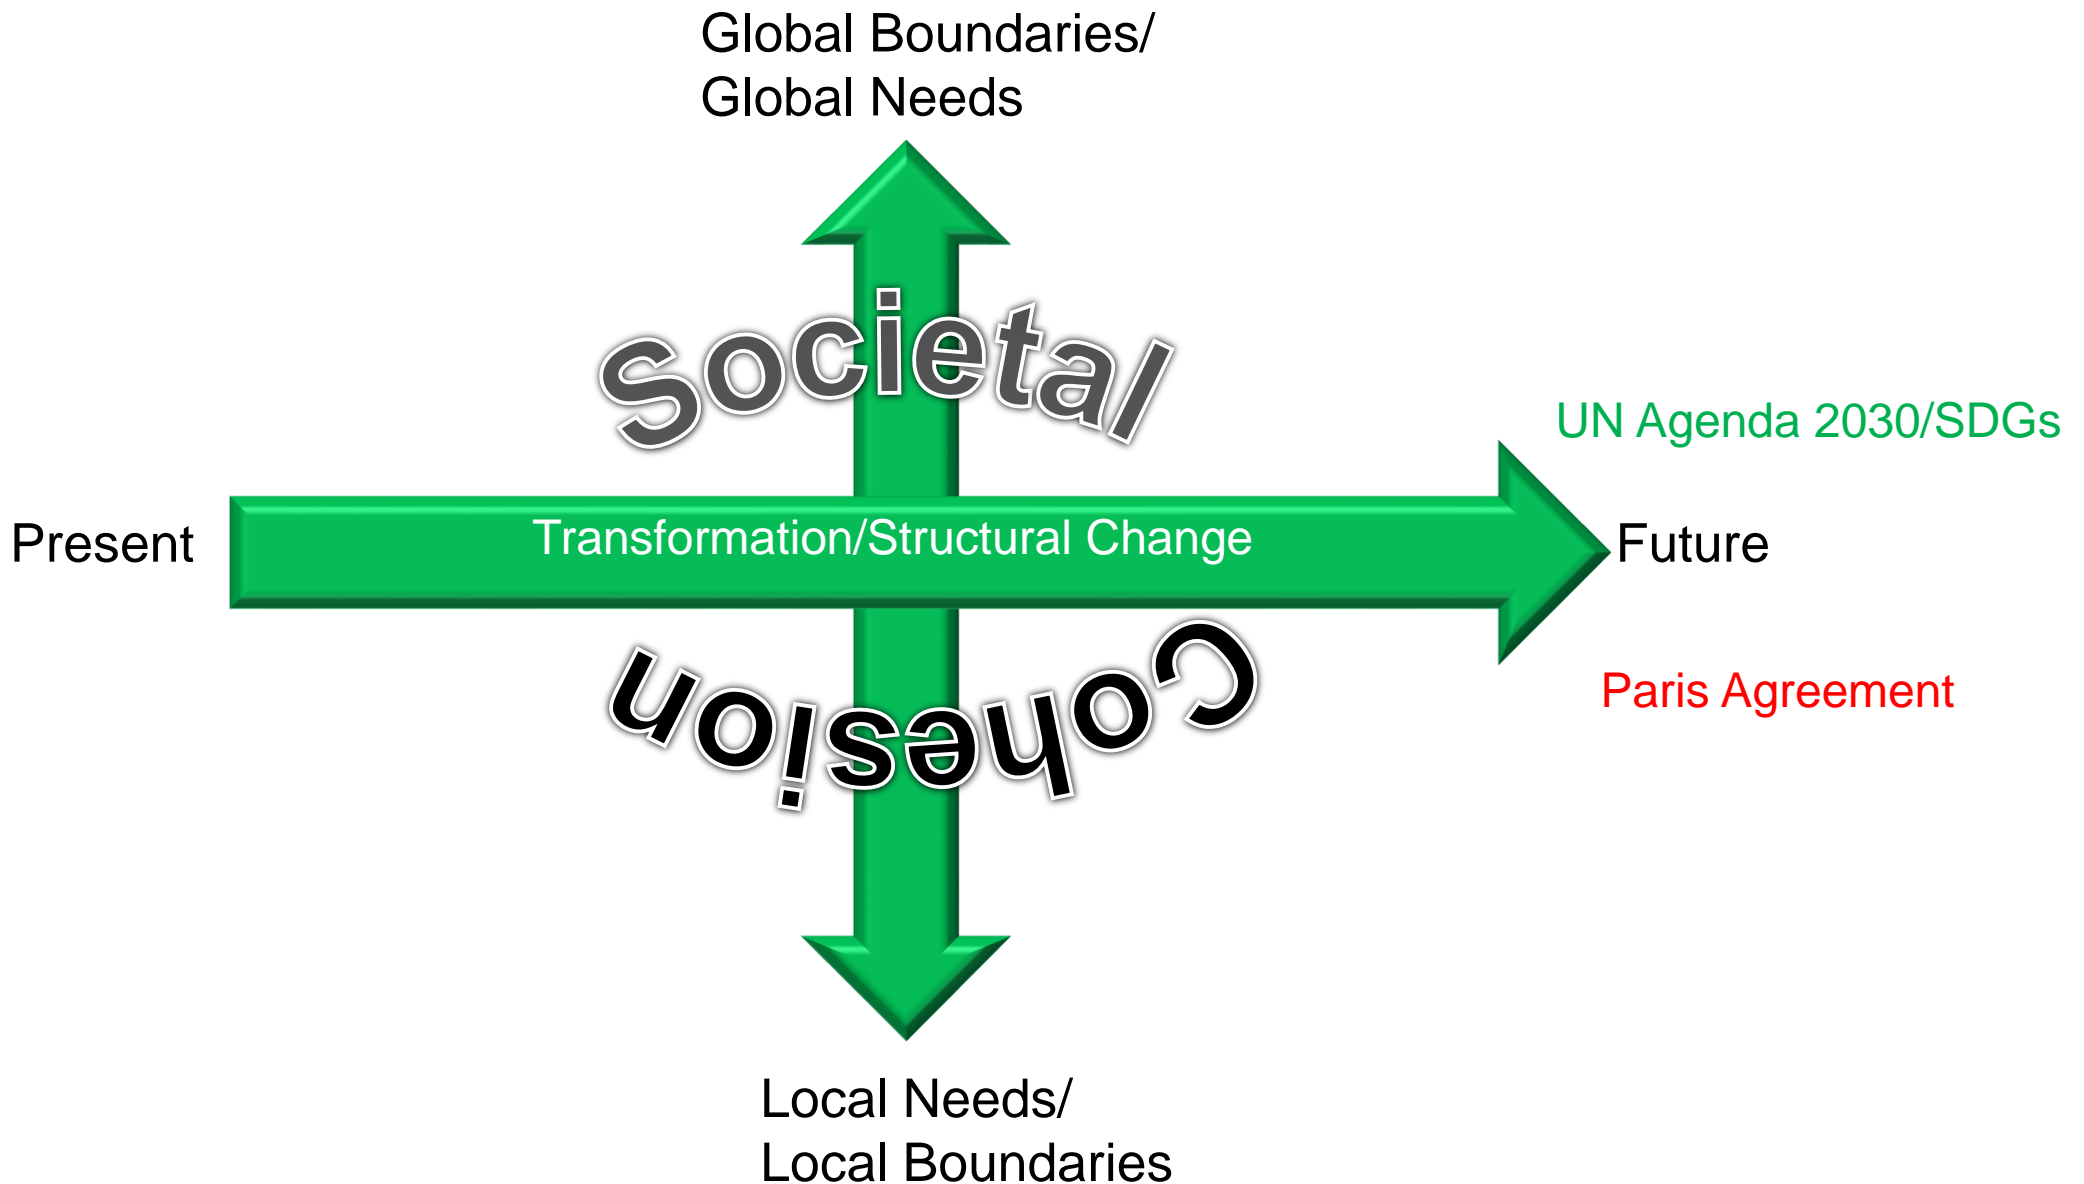 Global Boundaries/
Global Needs
Societal
UN Agenda 2030/SDGs
Present
Transformation/Structural Change
Future
Cohesion
Paris Agreement
Local Needs/
Local Boundaries